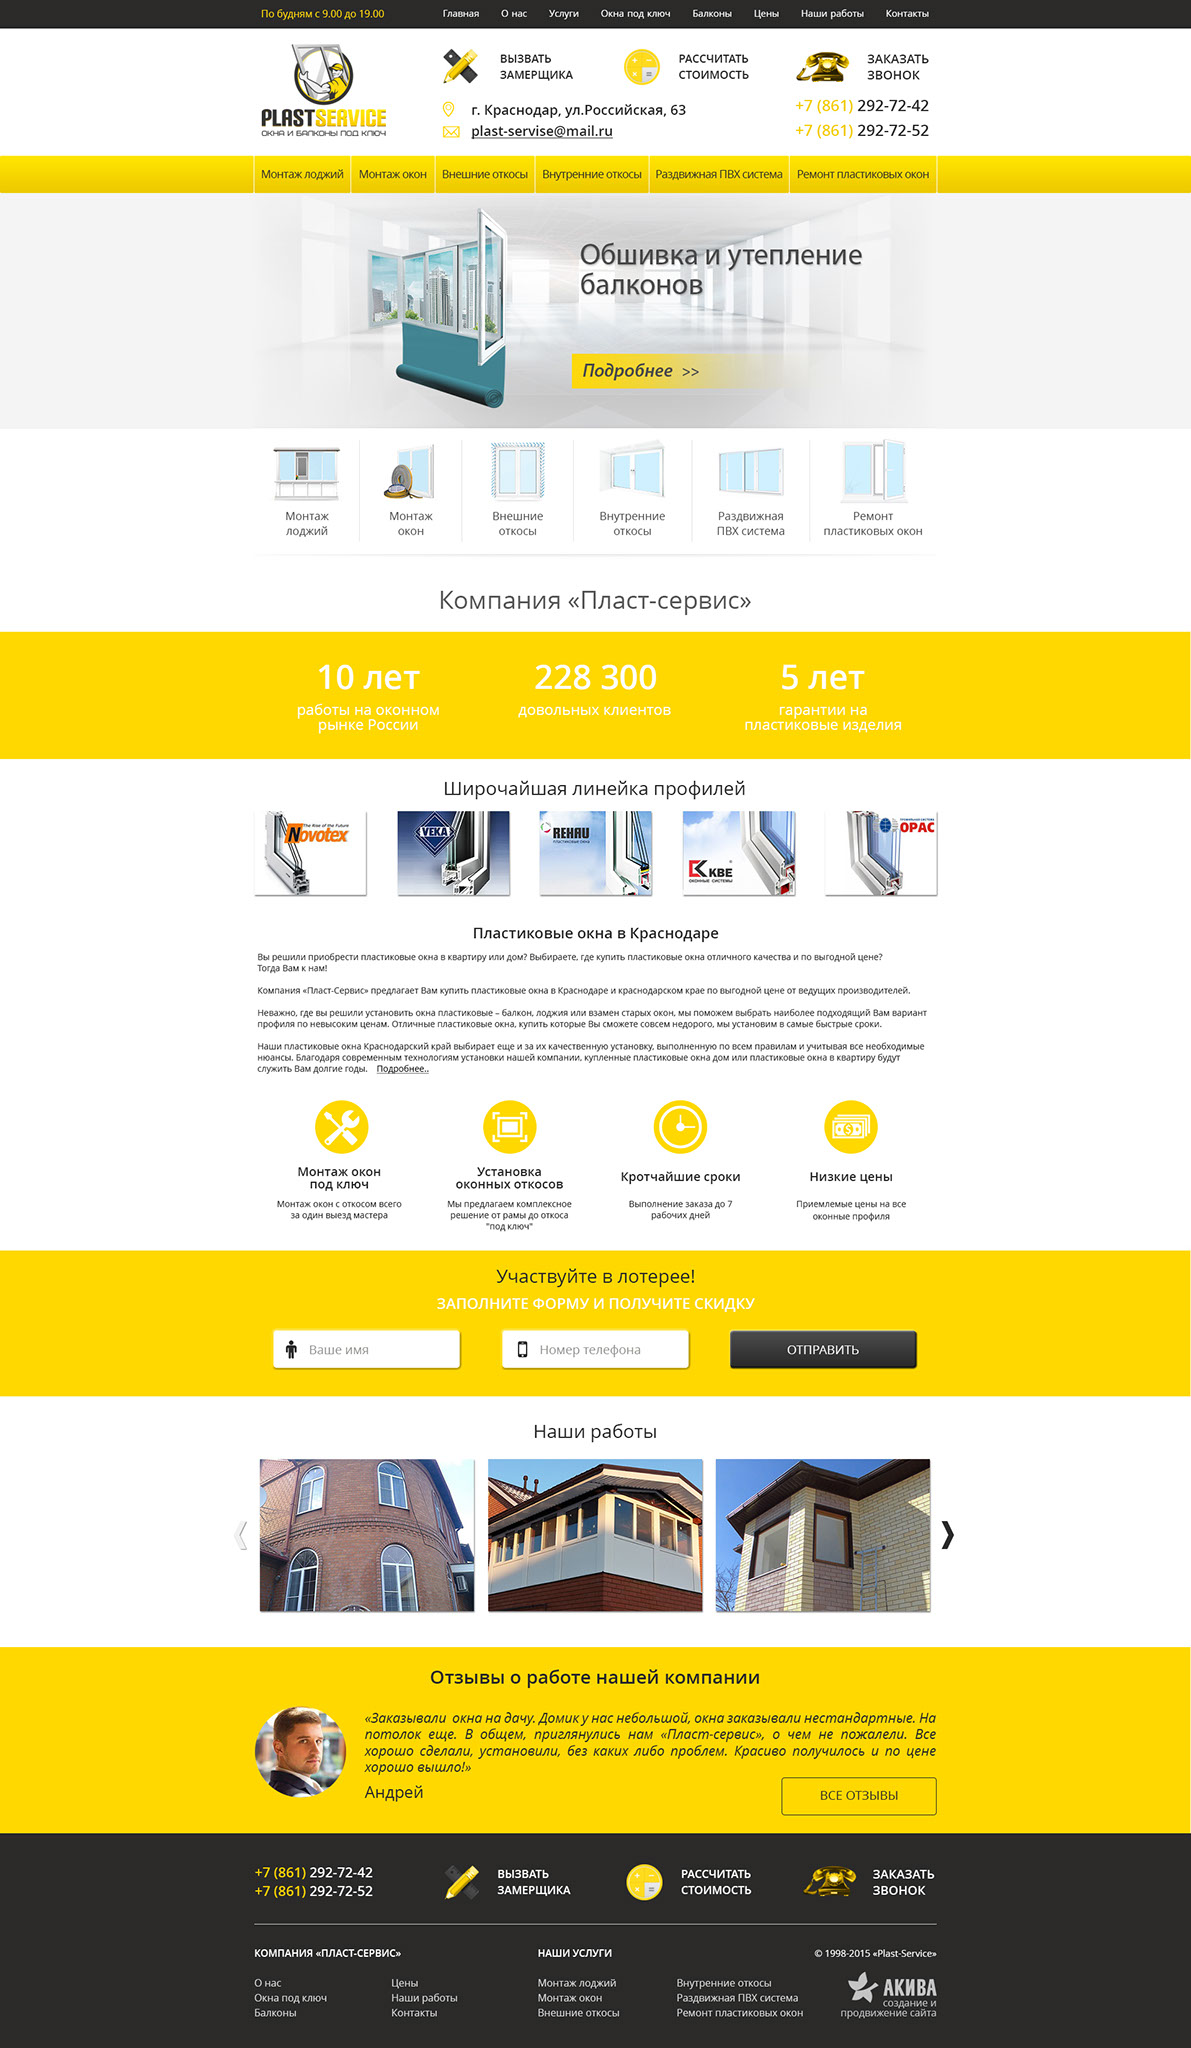 По будням с 9.00 до 19.00
Главная О нас Услуги Окна под ключ Балконы Цены Наши работы Контакты
PLASTSERVICE
ОКНА И БАЛКОНЫ ПОД КЛЮЧ
ВЫЗВАТЬ
ЗАМЕРЩИКА
РАССЧИТАТЬ
СТОИМОСТЬ
ЗАКАЗАТЬ
ЗВОНОК
г. Краснодар, ул.Российская, 63
plast-servise@mail.ru
+7 (861) 292-72-42
+7 (861) 292-72-52
Монтаж лоджий Монтаж окон Внешние откосы Внутренние откосы Раздвижная ПВХ система Ремонт пластиковых окон
Обшивка и утепление
балконов
Подробнее >>
Монтаж
лоджий
Монтаж
окон
Внешние
откосы
Внутренние
откосы
Раздвижная
ПВХ система
Ремонт
пластиковых окон
Компания «Пласт-сервис»
10 лет
работы на оконном
рынке России
228 300
довольных клиентов
5 лет
гарантии на
пластиковые изделия
Широчайшая линейка профилей
The Rise of the Future
Novotex
VEKA
REHAU
ПЛАСТИКОВЫЕ ОКНА
KBE
ОКОННЫЕ СИСТЕМЫ
ПРОФИЛЬНАЯ СИСТЕМА
OPAC
Пластиковые окна в Краснодаре
Вы решили приобрести пластиковые окна в квартиру или дом? Выбираете, где купить пластиковые окна отличного качества и по выгодной цене?
Тогда Вам к нам!
Компания «Пласт-Сервис» предлагает Вам купить пластиковые окна в Краснодаре и краснодарском крае по выгодной цене от ведущих производителей.
Неважно, где вы решили установить окна пластиковые – балкон, лоджия или взамен старых окон, мы поможем выбрать наиболее подходящий Вам вариант
профиля по невысоким ценам. Отличные пластиковые окна, купить которые Вы сможете совсем недорого, мы установим в самые быстрые сроки.
Наши пластиковые окна Краснодарский край выбирает еще и за их качественную установку, выполненную по всем правилам и учитывая все необходимые
нюансы. Благодаря современным технологиям установки нашей компании, купленные пластиковые окна дом или пластиковые окна в квартиру будут
служить Вам долгие годы. Подробнее..
Монтаж окон
под ключ
Монтаж окон с откосом всего
за один выезд мастера
Установка
оконных откосов
Мы предлагаем комплексное
решение от рамы до откоса
"под ключ"
Кротчайшие сроки
Выполнение заказа до 7
рабочих дней
Низкие цены
Приемлемые цены на все
оконные профиля
Участвуйте в лотерее!
ЗАПОЛНИТЕ ФОРМУ И ПОЛУЧИТЕ СКИДКУ
Ваше имя
Номер телефона
ОТПРАВИТЬ
Наши работы
Отзывы о работе нашей компании
«Заказывали окна на дачу. Домик у нас небольшой, окна заказывали нестандартные. На
потолок еще. В общем, приглянулись нам «Пласт-сервис», о чем не пожалели. Все
хорошо сделали, установили, без каких либо проблем. Красиво получилось и по цене
хорошо вышло!»
Андрей
ВСЕ ОТЗЫВЫ
+7 (861) 292-72-42
+7 (861) 292-72-52
ВЫЗВАТЬ
ЗАМЕРЩИКА
РАССЧИТАТЬ
СТОИМОСТЬ
ЗАКАЗАТЬ
ЗВОНОК
КОМПАНИЯ «ПЛАСТ-СЕРВИС»
О нас
Окна под ключ
Балконы
Цены
Наши работы
Контакты
НАШИ УСЛУГИ
Монтаж лоджий
Монтаж окон
Внешние откосы
Внутренние откосы
Раздвижная ПВХ система
Ремонт пластиковых окон
© 1998-2015 «Plast-Service»
АКИВА
создание и
продвижение сайта